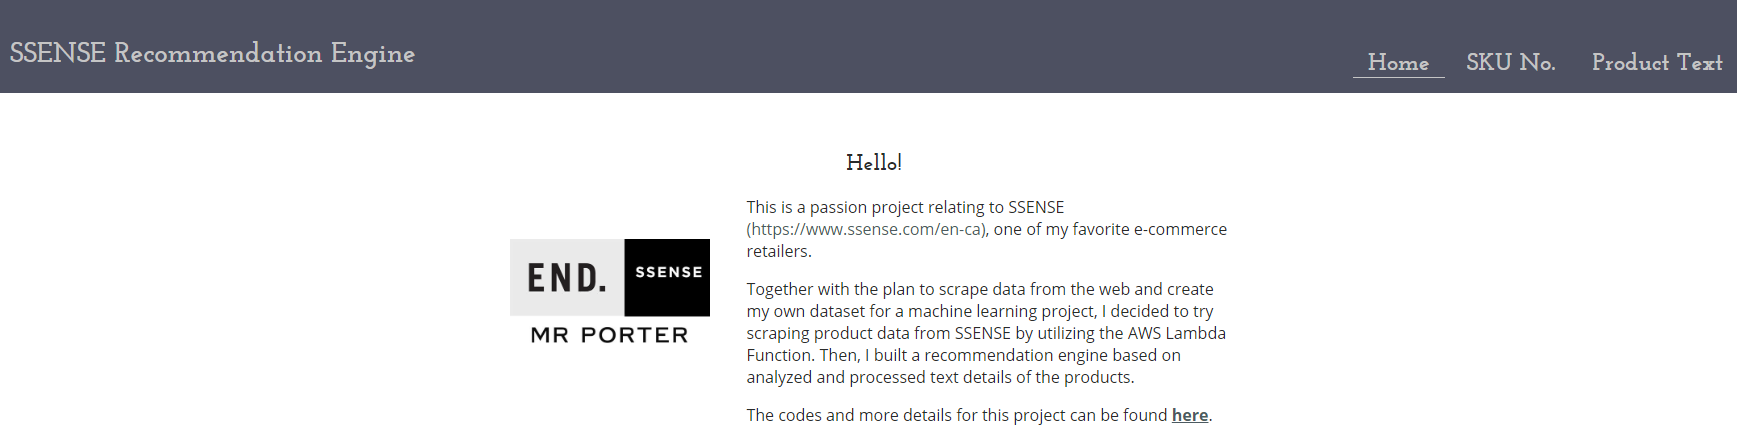 SSENSE Recommendation Engine
Home SKU No. Product Text
Hello!
This is a passion project relating to SSENSE
(https://www.ssense.com/en-ca), one of my favorite e-commerce
retailers.
END. SSENSE
MR PORTER
Together with the plan to scrape data from the web and create
my own dataset for a machine learning project, I decided to try
scraping product data from SSENSE by utilizing the AWS Lambda
Function. Then, I built a recommendation engine based on
analyzed and processed text details of the products.
The codes and more details for this project can be found here.